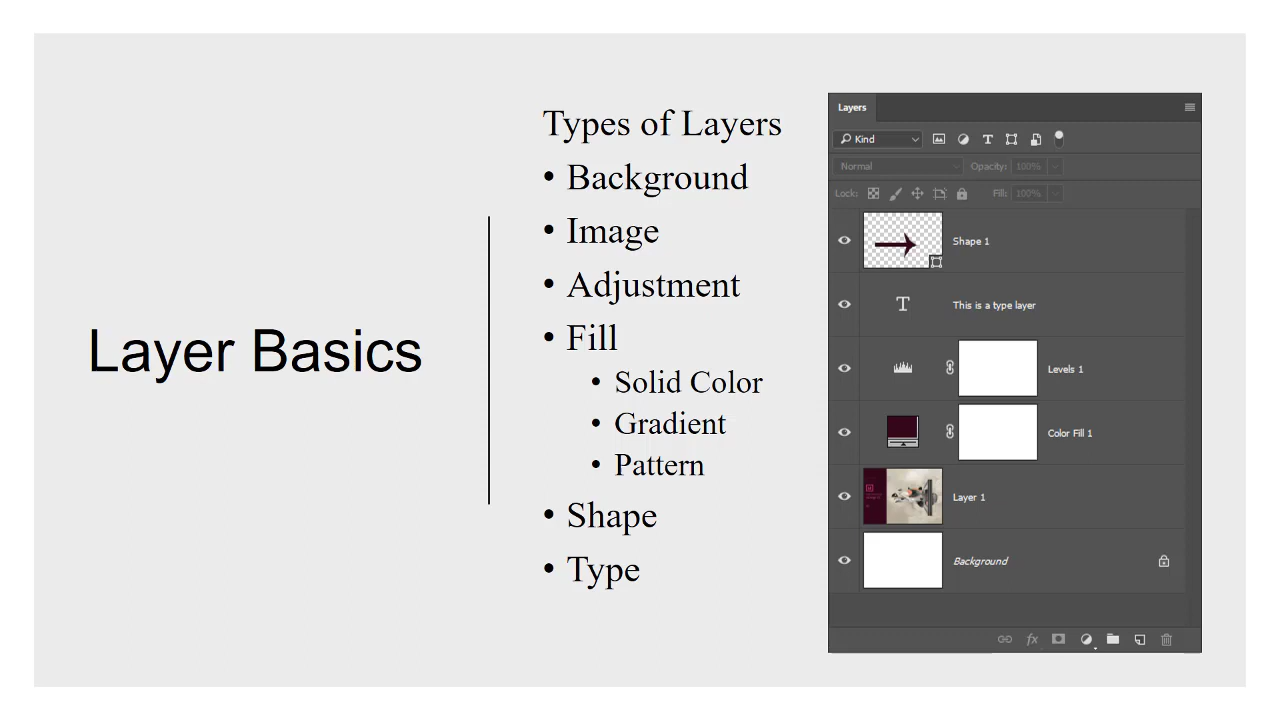 Layer Basics
Types of Layers
• Background
• Image
• Adjustment
• Fill
• Solid Color
• Gradient
• Pattern
• Shape
• Type
Layers
Kind
Normal Opacity: 100%
Lock: Fill: 100%
Shape 1
T This is a type layer
Levels 1
Color Fill 1
Layer 1
Background
fx